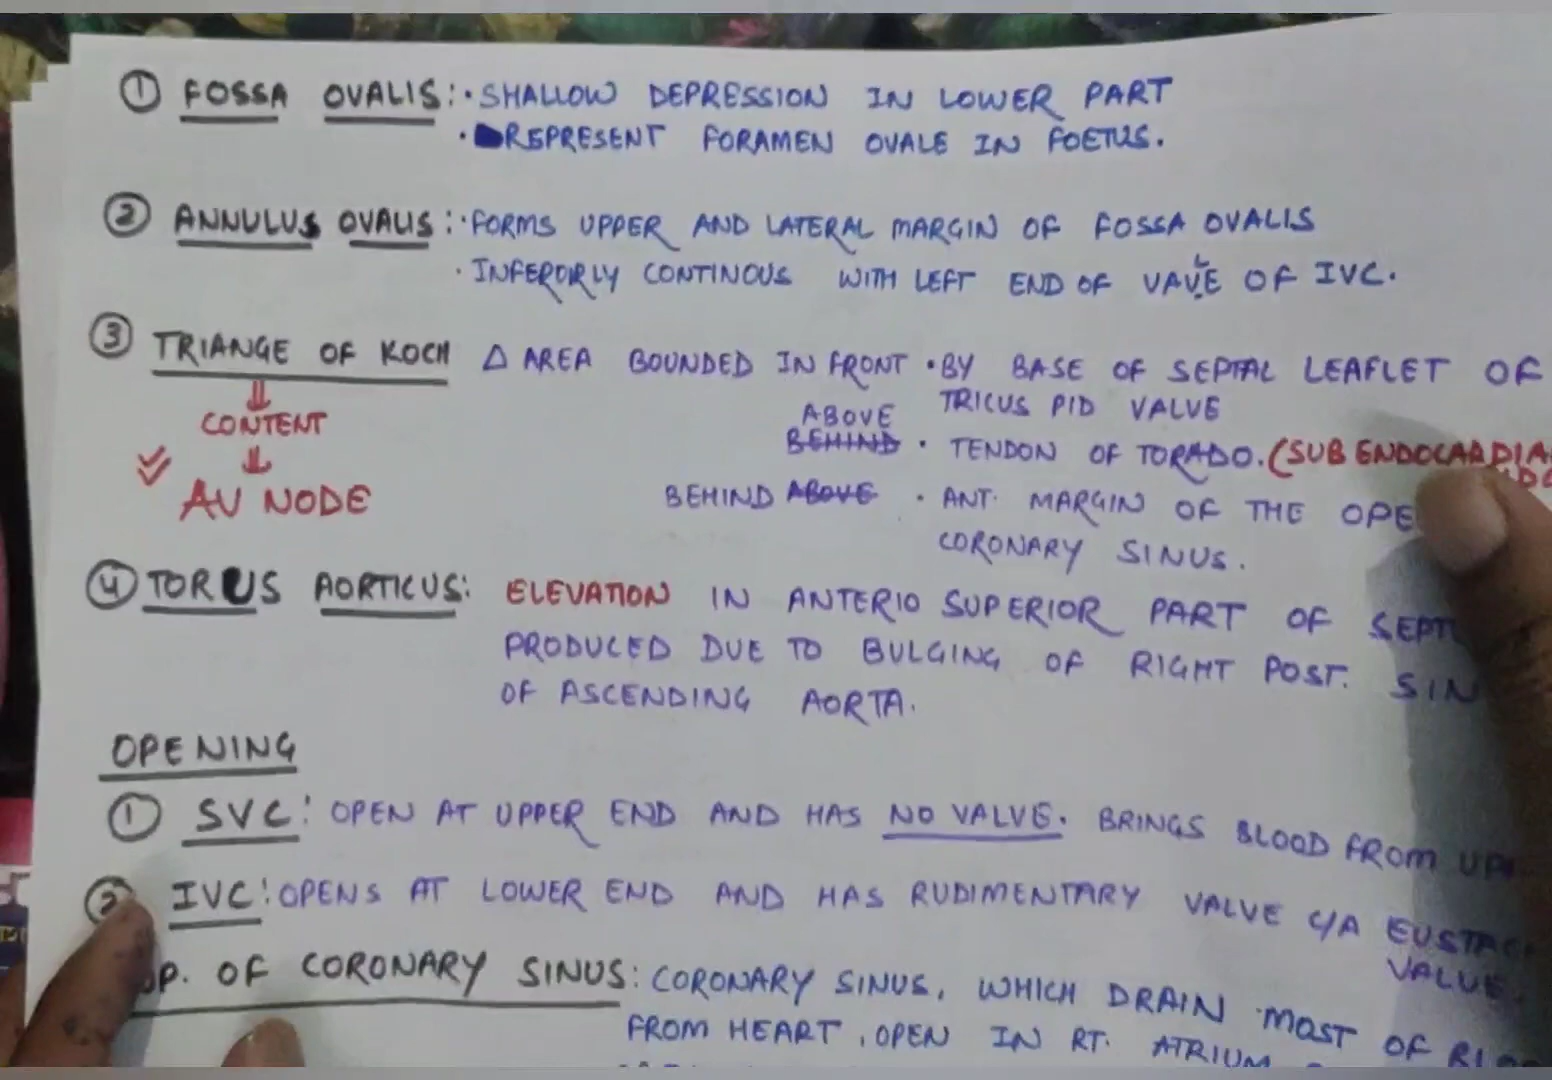 ① FOSSA OVALIS: • SHALLOW DEPRESSION IN LOWER PART
• REPRESENT FORAMEN OVALE IN FOETUS.
② ANNULUS OVALIS: • FORMS UPPER AND LATERAL MARGIN OF FOSSA OVALIS
• INFERORLY CONTINOUS WITH LEFT END OF VALVE OF IVC.
③ TRIANGE OF KOCH Δ AREA BOUNDED IN FRONT • BY BASE OF SEPTAL LEAFLET OF
TRICUS PID VALVE
CONTENT
ABOVE BEHIND • TENDON OF TORADO. (SUB ENDOCARDIA
AV NODE
BEHIND ABOVE • ANT. MARGIN OF THE OPE
CORONARY SINUS.
④ TORUS AORTICUS: ELEVATION IN ANTERIO SUPERIOR PART OF SEPT
PRODUCED DUE TO BULGING OF RIGHT POST. SIN
OF ASCENDING AORTA.
OPENING
① SVC: OPEN AT UPPER END AND HAS NO VALVE. BRINGS BLOOD FROM
② IVC: OPENS AT LOWER END AND HAS RUDIMENTARY VALVE C/A EUSTAC
VALVE.
OP. OF CORONARY SINUS: CORONARY SINUS, WHICH DRAIN MOST OF BLOO
FROM HEART, OPEN IN RT. ATRIUM